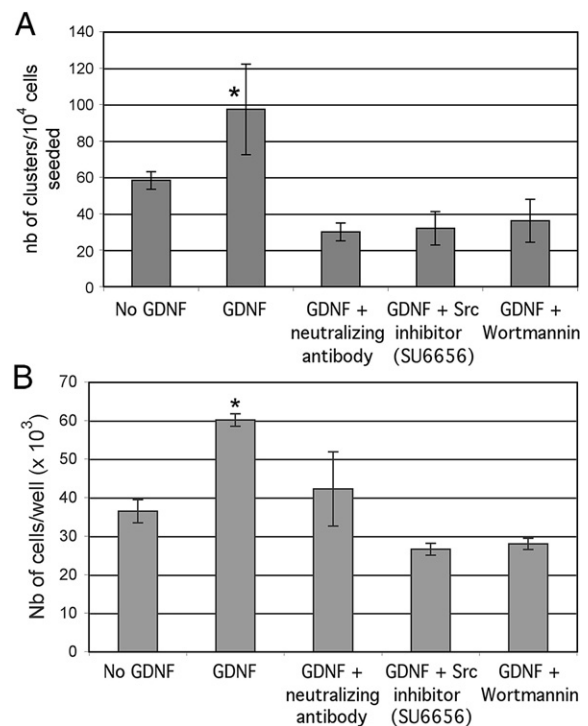 A
nb of clusters/10⁴ cells
seeded
140
120
100
80
60
40
20
0
*
No GDNF
GDNF
GDNF +
neutralizing
antibody
GDNF + Src
inhibitor
(SU6656)
GDNF +
Wortmannin
B
Nb of cells/well (x 10³)
70
60
50
40
30
20
10
0
*
No GDNF
GDNF
GDNF +
neutralizing
antibody
GDNF + Src
inhibitor
(SU6656)
GDNF +
Wortmannin